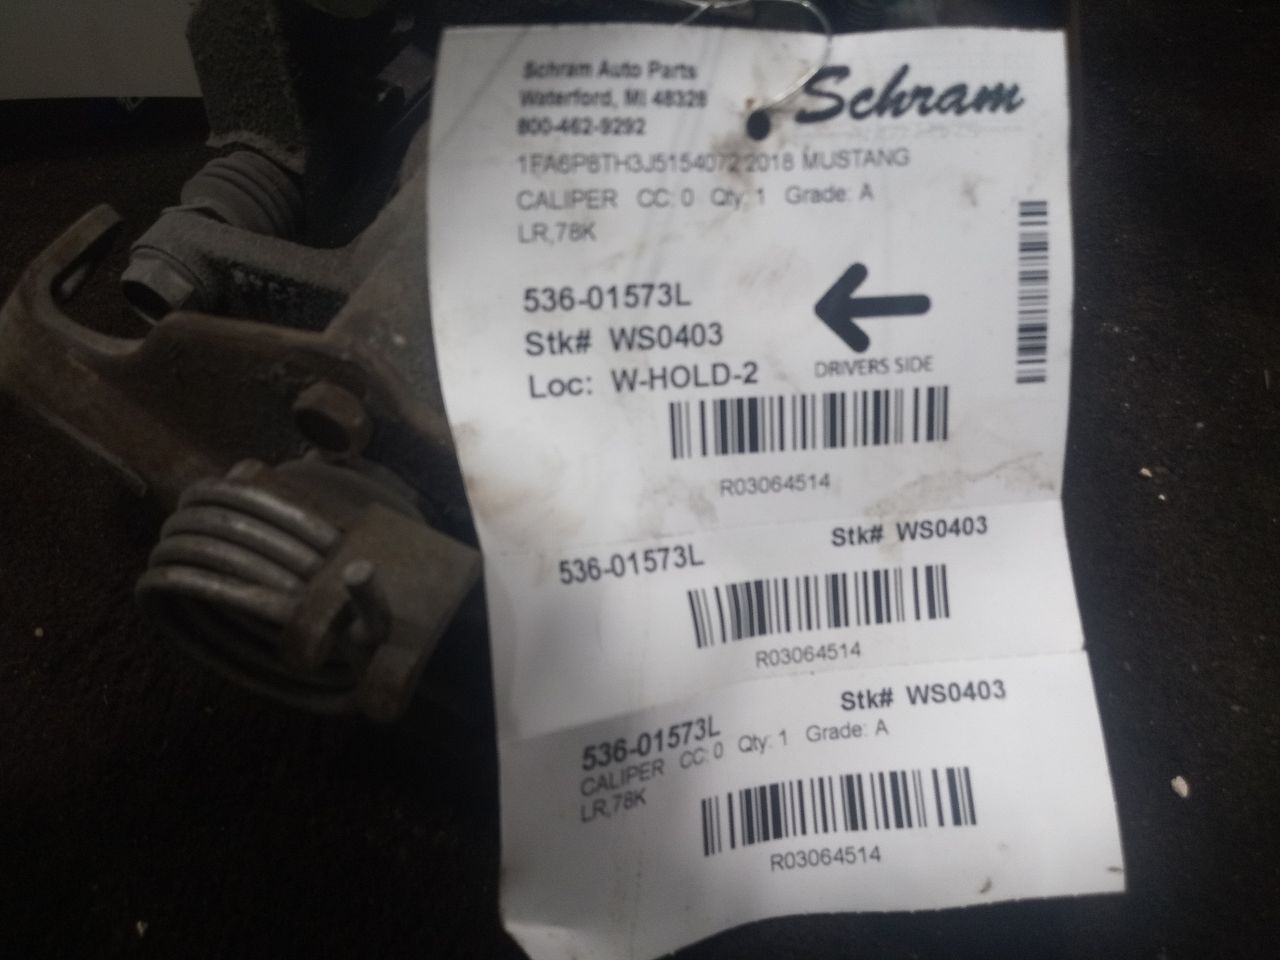 Schram Auto Parts
Waterford, MI 48328
800-462-9292
Schram
1FA6P8TH3J5154072 2018 MUSTANG
CALIPER CC: 0 Qty: 1 Grade: A
LR,78K
536-01573L
Stk# WS0403
Loc: W-HOLD-2
DRIVERS SIDE
R03064514
536-01573L
Stk# WS0403
R03064514
Stk# WS0403
536-01573L
CALIPER CC: 0 Qty: 1 Grade: A
LR,78K
R03064514